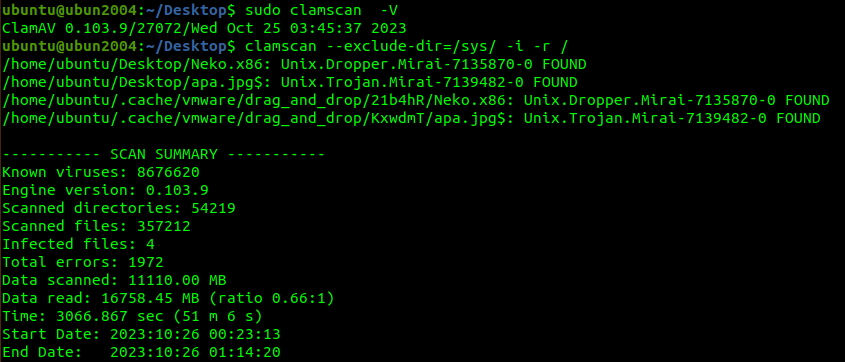 ubuntu@ubun2004:~/Desktop$ sudo clamscan  -V
ClamAV 0.103.9/27072/Wed Oct 25 03:45:37 2023
ubuntu@ubun2004:~/Desktop$ clamscan --exclude-dir=/sys/ -i -r /
/home/ubuntu/Desktop/Neko.x86: Unix.Dropper.Mirai-7135870-0 FOUND
/home/ubuntu/Desktop/apa.jpg$: Unix.Trojan.Mirai-7139482-0 FOUND
/home/ubuntu/.cache/vmware/drag_and_drop/21b4hR/Neko.x86: Unix.Dropper.Mirai-7135870-0 FOUND
/home/ubuntu/.cache/vmware/drag_and_drop/KxwdmT/apa.jpg$: Unix.Trojan.Mirai-7139482-0 FOUND

----------- SCAN SUMMARY -----------
Known viruses: 8676620
Engine version: 0.103.9
Scanned directories: 54219
Scanned files: 357212
Infected files: 4
Total errors: 1972
Data scanned: 11110.00 MB
Data read: 16758.45 MB (ratio 0.66:1)
Time: 3066.867 sec (51 m 6 s)
Start Date: 2023:10:26 00:23:13
End Date:   2023:10:26 01:14:20